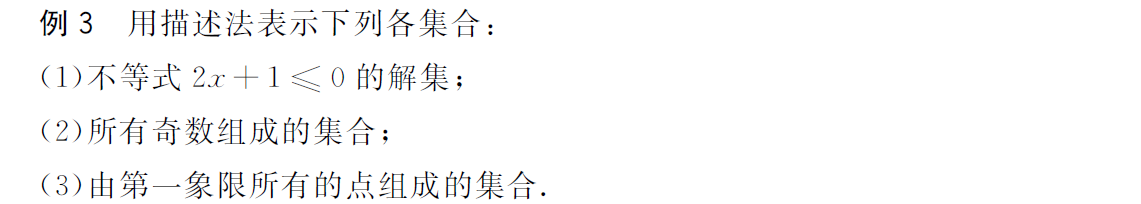 例 3 用描述法表示下列各集合：
(1)不等式 2x＋1≤0 的解集；
(2)所有奇数组成的集合；
(3)由第一象限所有的点组成的集合．